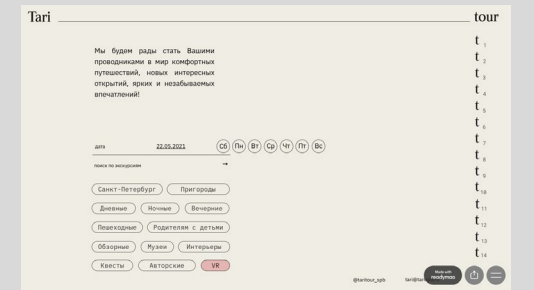 Tari tour
Мы будем рады стать Вашими
проводниками в мир комфортных
путешествий, новых интересных
открытий, ярких и незабываемых
впечатлений!
дата 22.05.2021 Сб Пн Вт Ср Чт Пт Вс
поиск по экскурсиям →
Санкт-Петербург Пригороды
Дневные Ночные Вечерние
Пешеходные Родителям с детьми
Обзорные Музеи Интерьеры
Квесты Авторские VR
t 1
t 2
t 3
t 4
t 5
t 6
t 7
t 8
t 9
t 10
t 11
t 12
t 13
t 14
@taritour_spb
Made with
readymag